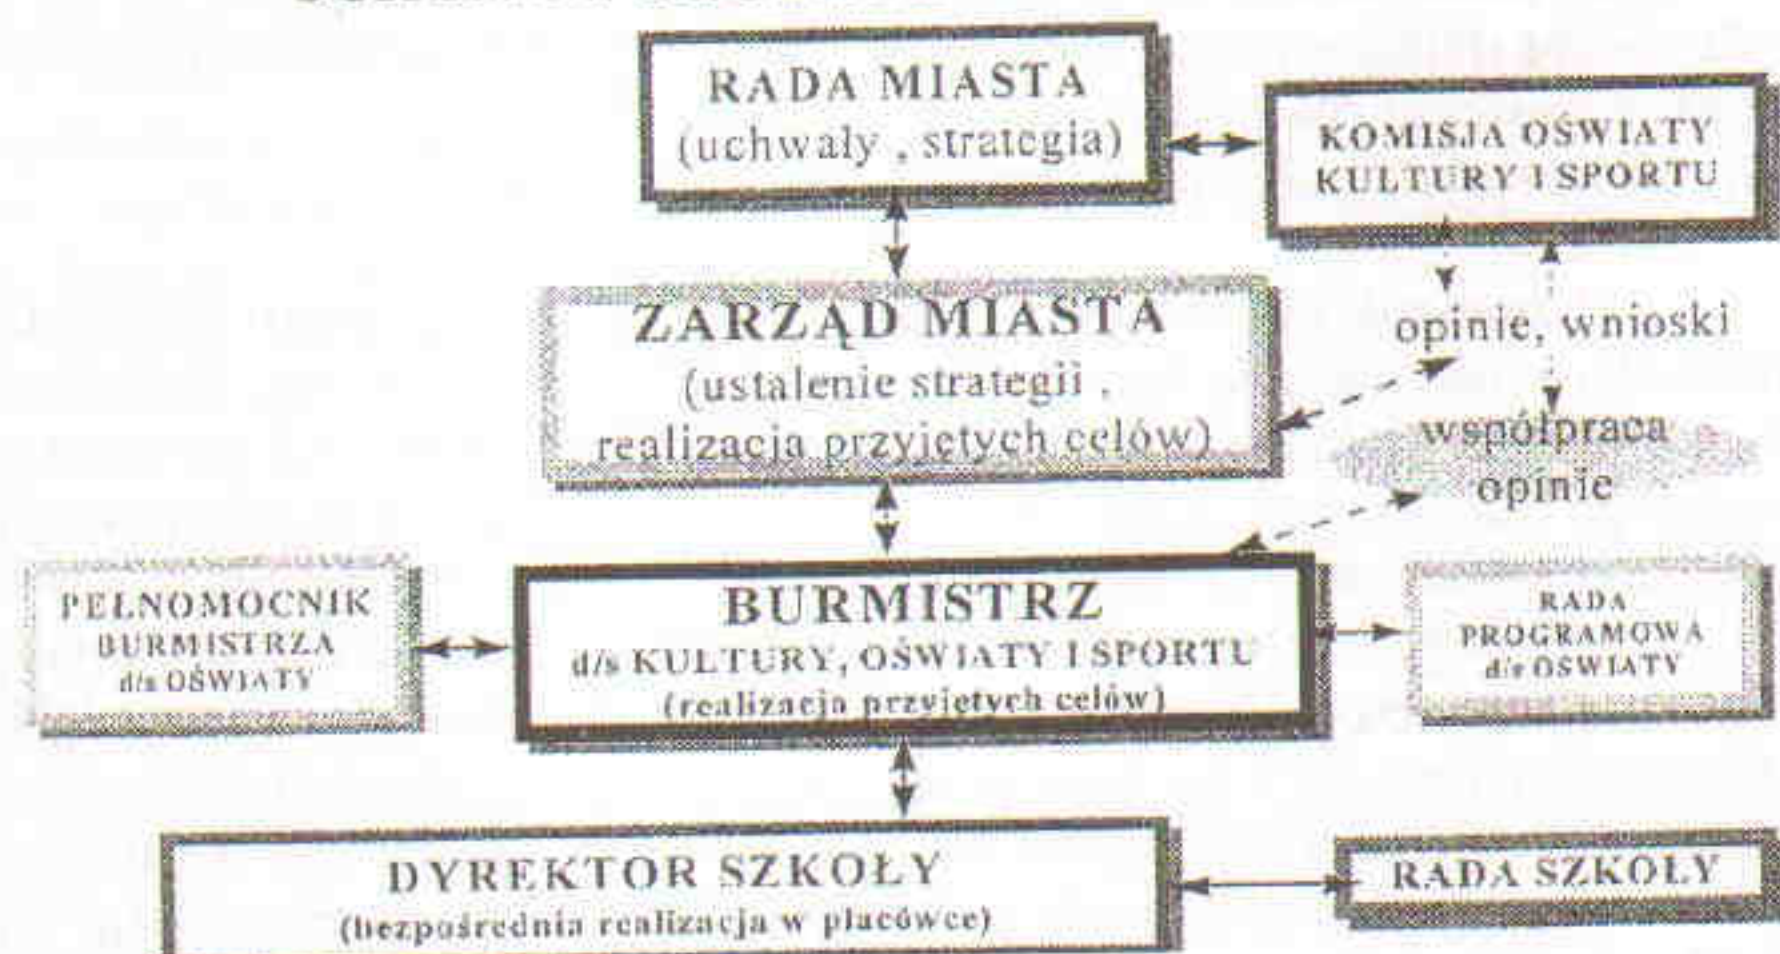 RADA MIASTA
(uchwały , strategia)
KOMISJA OŚWIATY
KULTURY I SPORTU
ZARZĄD MIASTA
(ustalenie strategii ,
realizacja przyjętych celów)
opinie, wnioski
współpraca
opinie
PEŁNOMOCNIK
BURMISTRZA
d/s OŚWIATY
BURMISTRZ
d/s KULTURY, OŚWIATY I SPORTU
(realizacja przyjętych celów)
RADA
PROGRAMOWA
d/s OŚWIATY
DYREKTOR SZKOŁY
(bezpośrednia realizacja w placówce)
RADA SZKOŁY